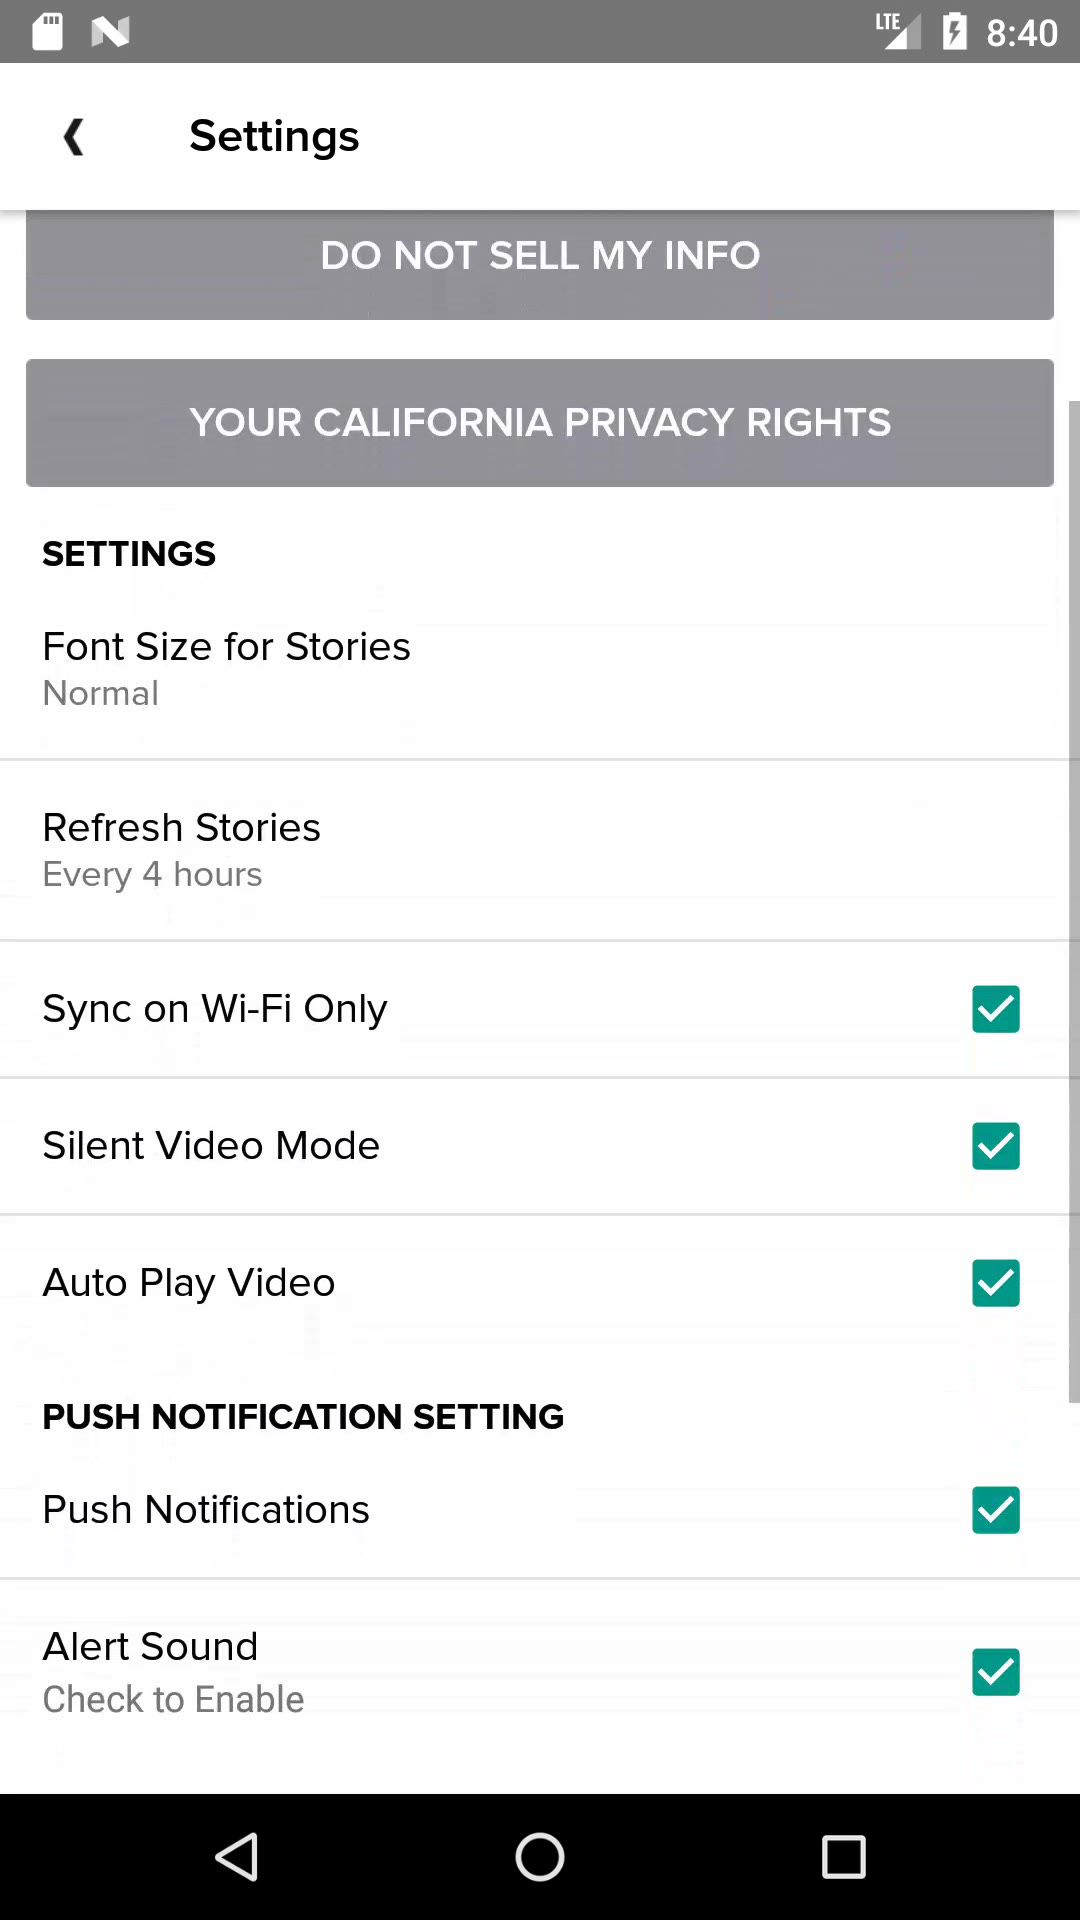 LTE 8:40
Settings
DO NOT SELL MY INFO
YOUR CALIFORNIA PRIVACY RIGHTS
SETTINGS
Font Size for Stories
Normal
Refresh Stories
Every 4 hours
Sync on Wi-Fi Only
Silent Video Mode
Auto Play Video
PUSH NOTIFICATION SETTING
Push Notifications
Alert Sound
Check to Enable